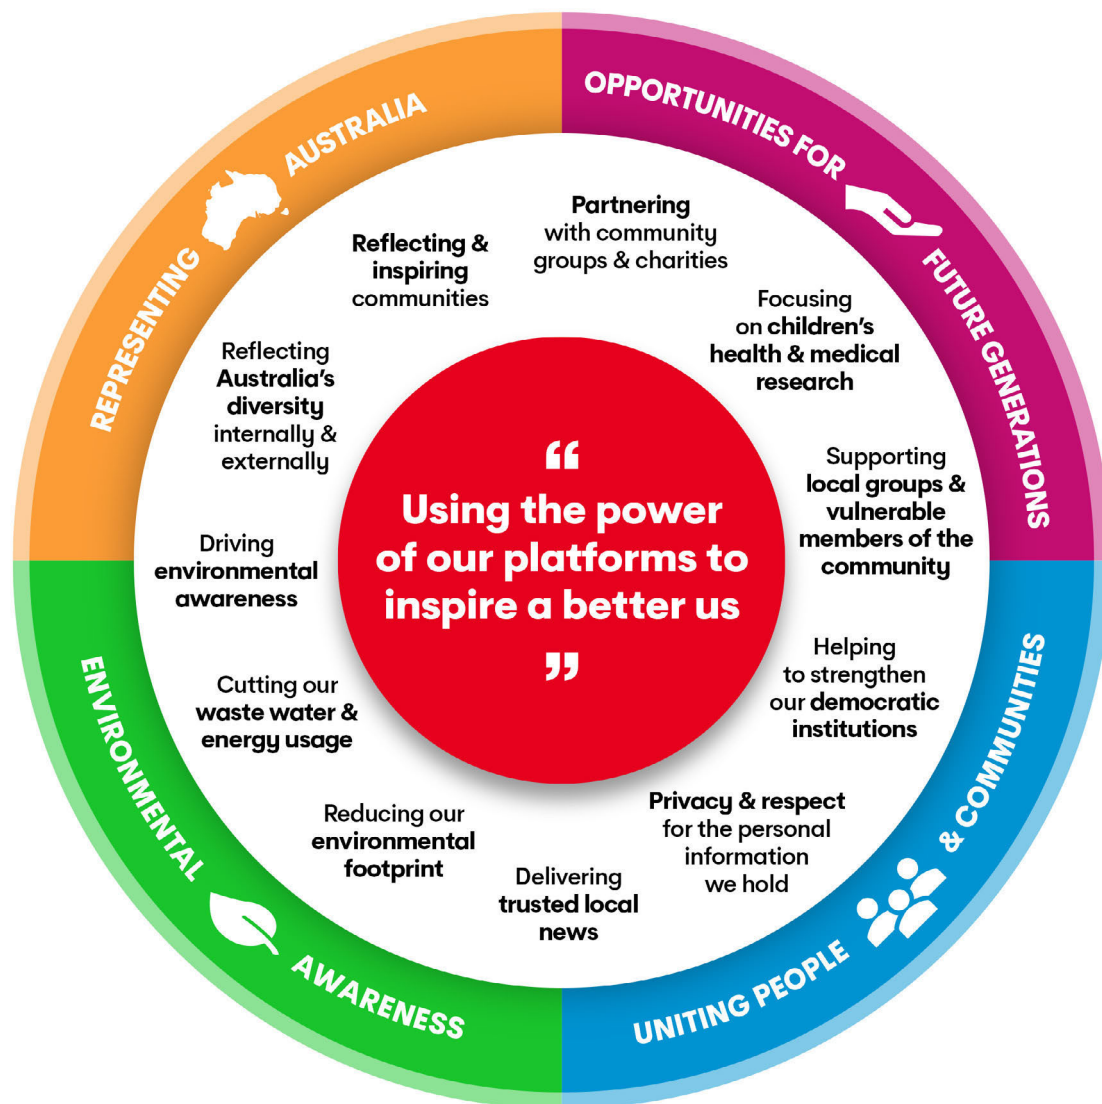 REPRESENTING AUSTRALIA
OPPORTUNITIES FOR FUTURE GENERATIONS
UNITING PEOPLE & COMMUNITIES
ENVIRONMENTAL AWARENESS
Partnering
with community
groups & charities
Focusing
on children’s
health & medical
research
Supporting
local groups &
vulnerable
members of the
community
Helping
to strengthen
our democratic
institutions
Privacy & respect
for the personal
information
we hold
Delivering
trusted local
news
Reducing our
environmental
footprint
Cutting our
waste water &
energy usage
Driving
environmental
awareness
Reflecting
Australia’s
diversity
internally &
externally
Reflecting &
inspiring
communities
“
Using the power
of our platforms to
inspire a better us
”